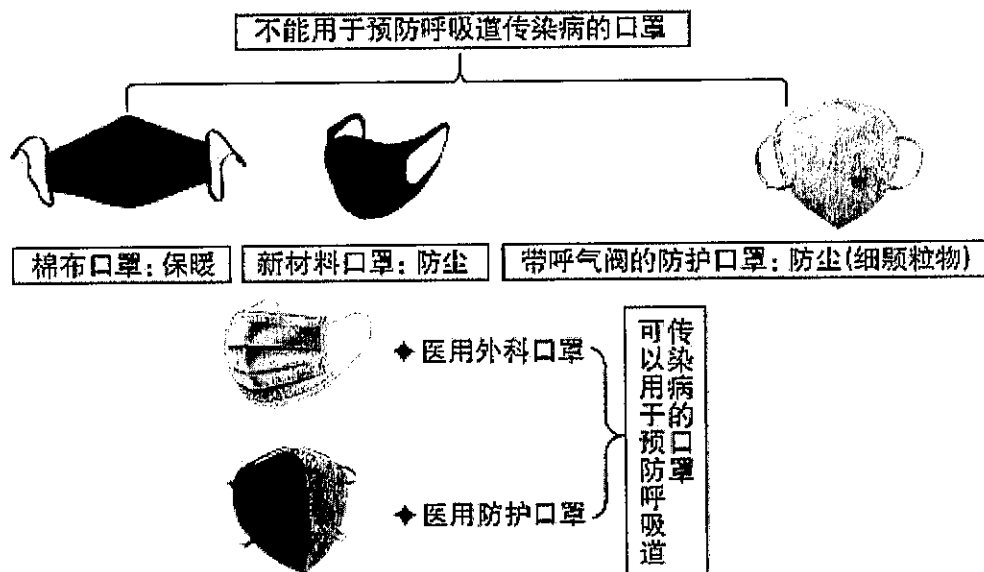 不能用于预防呼吸道传染病的口罩
棉布口罩：保暖
新材料口罩：防尘
带呼气阀的防护口罩：防尘(细颗粒物)
◆医用外科口罩
◆医用防护口罩
可以用于预防呼吸道
传染病的口罩